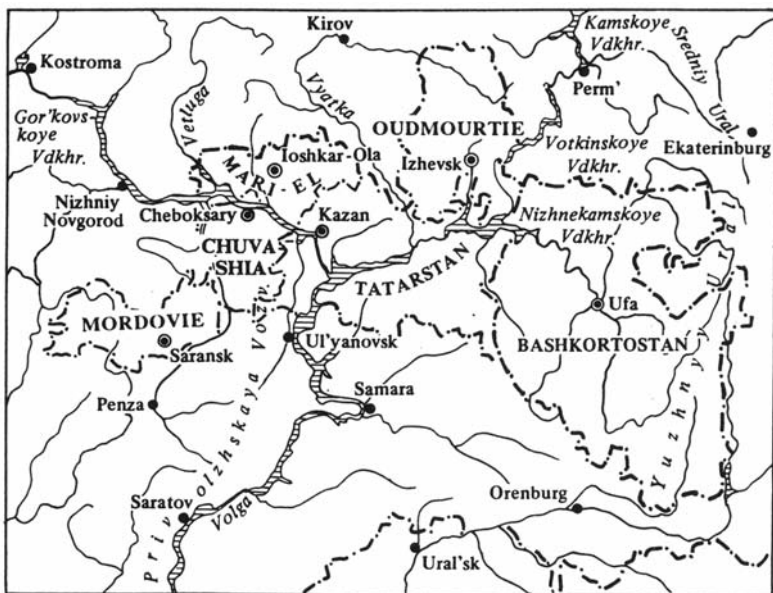 Kirov
Kamskoye
Vdkhr.
Sredniy
Ural
Kostroma
Perm'
Vyatka
Vetluga
Gor'kovs
koye
Vdkhr.
OUDMOURTIE
Votkinskoye
Vdkhr.
Ekaterinburg
Ioshkar-Ola
Izhevsk
MARI-EL
Nizhniy
Novgorod
Cheboksary
Kazan
Nizhnekamskoye
Vdkhr.
CHUVA
SHIA
TATARSTAN
Ufa
MORDOVIE
Saransk
Ul'yanovsk
BASHKORTOSTAN
Yuzhnyy Ural
Penza
Samara
Privolzhskaya Vozv.
Saratov
Volga
Orenburg
Ural'sk